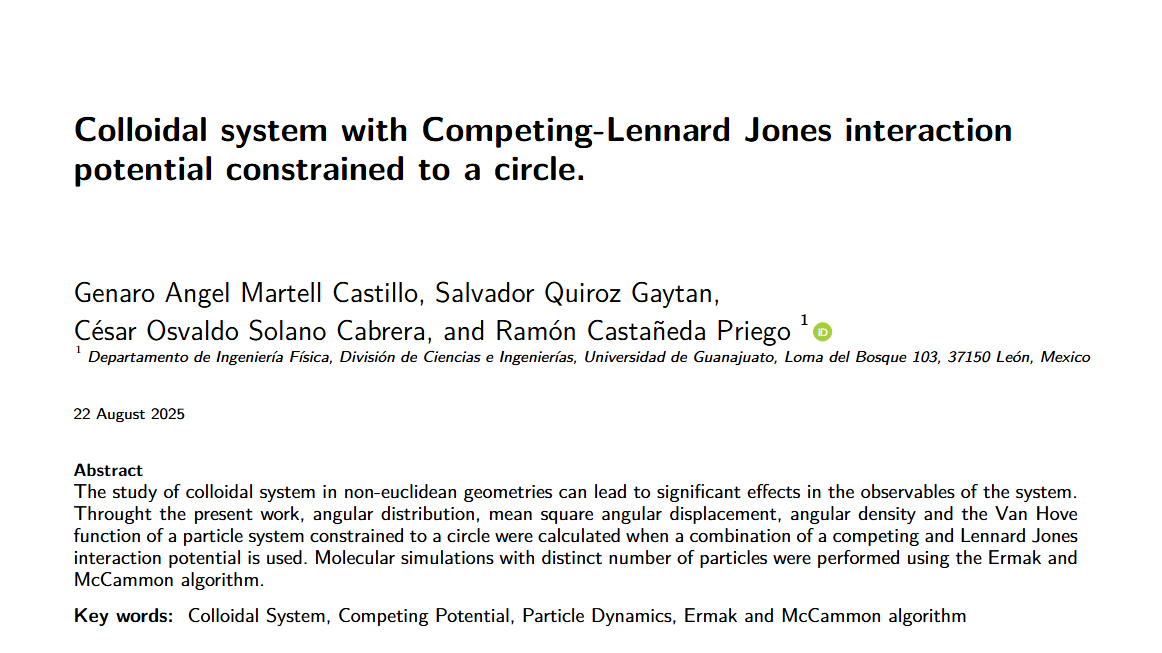 Colloidal system with Competing-Lennard Jones interaction
potential constrained to a circle.
Genaro Angel Martell Castillo, Salvador Quiroz Gaytan,
César Osvaldo Solano Cabrera, and Ramón Castañeda Priego 1 iD
1 Departamento de Ingeniería Física, División de Ciencias e Ingenierías, Universidad de Guanajuato, Loma del Bosque 103, 37150 León, Mexico
22 August 2025
Abstract
The study of colloidal system in non-euclidean geometries can lead to significant effects in the observables of the system.
Throught the present work, angular distribution, mean square angular displacement, angular density and the Van Hove
function of a particle system constrained to a circle were calculated when a combination of a competing and Lennard Jones
interaction potential is used. Molecular simulations with distinct number of particles were performed using the Ermak and
McCammon algorithm.
Key words: Colloidal System, Competing Potential, Particle Dynamics, Ermak and McCammon algorithm